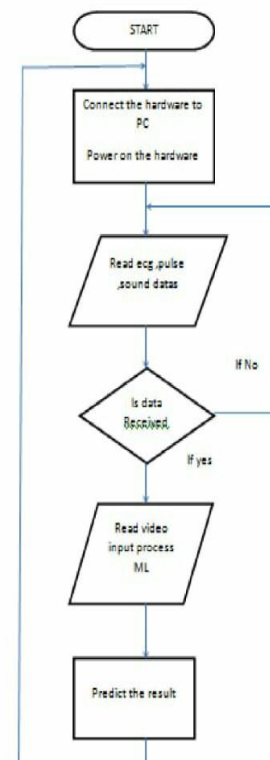 START
Connect the hardware to
PC
Power on the hardware
Read ecg ,pulse
,sound datas
If No
Is data
Received
If yes
Read video
input process
ML
Predict the result